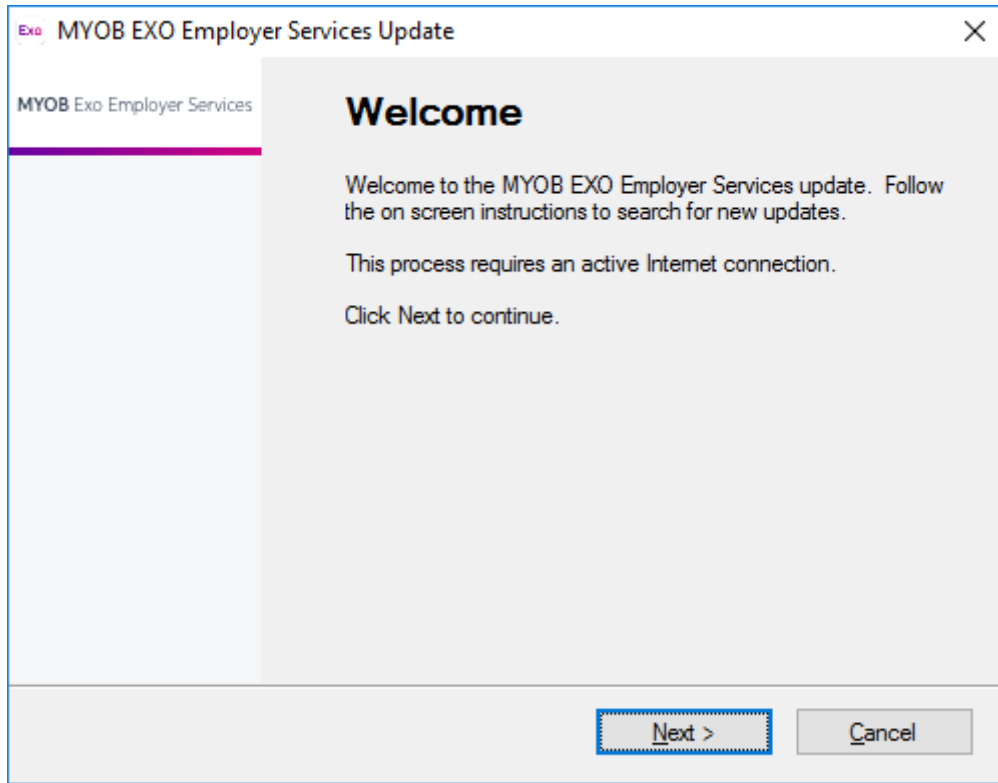 Exo MYOB EXO Employer Services Update
MYOB Exo Employer Services
Welcome
Welcome to the MYOB EXO Employer Services update.  Follow
the on screen instructions to search for new updates.
This process requires an active Internet connection.
Click Next to continue.
Next >
Cancel